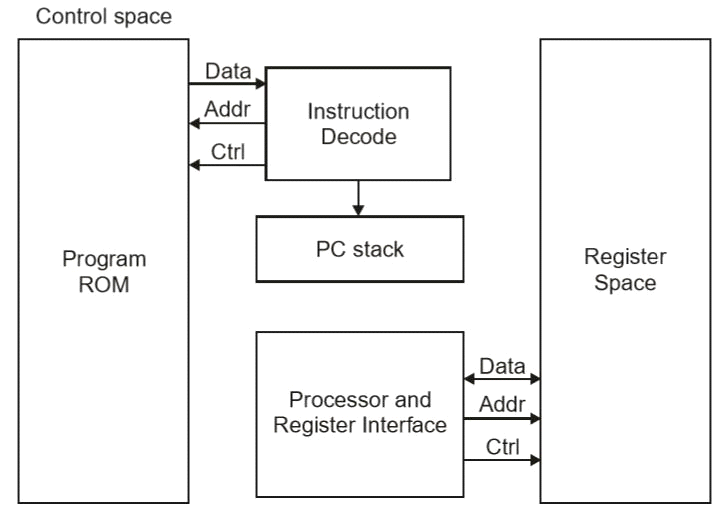 Control space
Data
Addr
Ctrl
Instruction
Decode
PC stack
Program
ROM
Register
Space
Processor and
Register Interface
Data
Addr
Ctrl